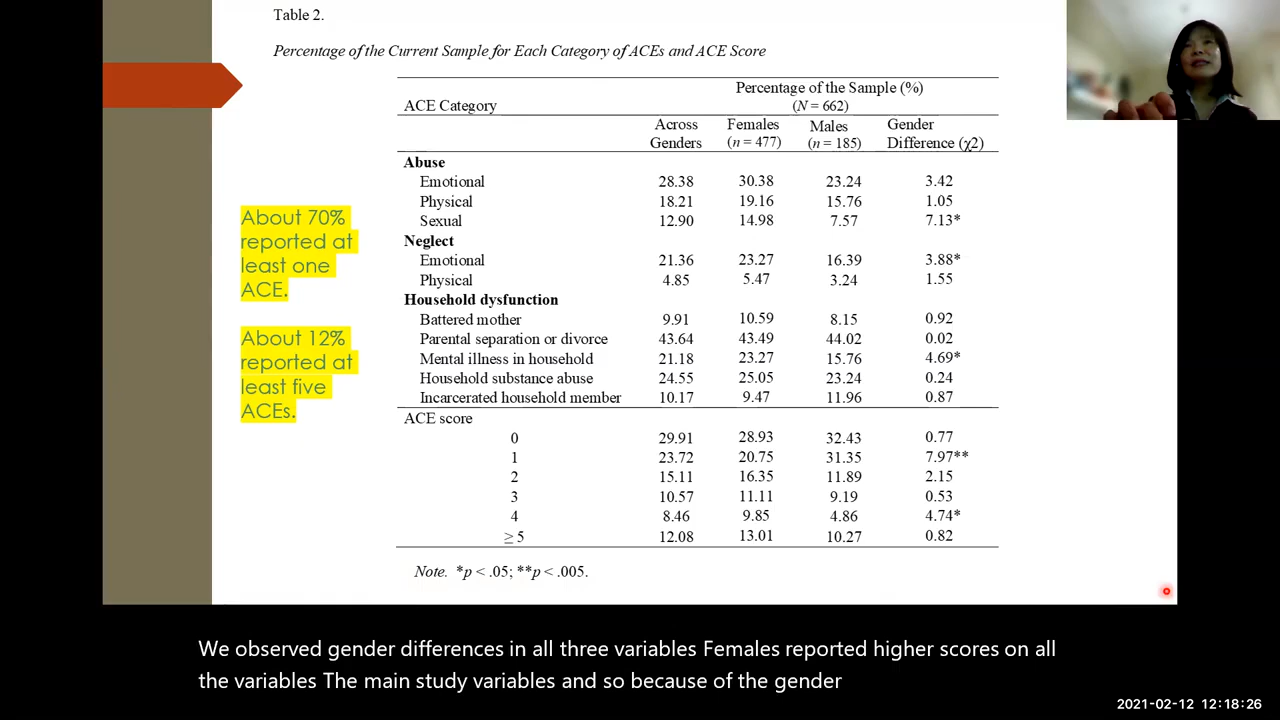 Table 2.
Percentage of the Current Sample for Each Category of ACEs and ACE Score
Percentage of the Sample (%)
ACE Category (N = 662)
Across Females Males Gender
Genders (n = 477) (n = 185) Difference (χ2)
Abuse
Emotional 28.38 30.38 23.24 3.42
Physical 18.21 19.16 15.76 1.05
Sexual 12.90 14.98 7.57 7.13*
Neglect
Emotional 21.36 23.27 16.39 3.88*
Physical 4.85 5.47 3.24 1.55
Household dysfunction
Battered mother 9.91 10.59 8.15 0.92
Parental separation or divorce 43.64 43.49 44.02 0.02
Mental illness in household 21.18 23.27 15.76 4.69*
Household substance abuse 24.55 25.05 23.24 0.24
Incarcerated household member 10.17 9.47 11.96 0.87
ACE score
0 29.91 28.93 32.43 0.77
1 23.72 20.75 31.35 7.97**
2 15.11 16.35 11.89 2.15
3 10.57 11.11 9.19 0.53
4 8.46 9.85 4.86 4.74*
≥ 5 12.08 13.01 10.27 0.82
Note. *p < .05; **p < .005.
About 70%
reported at
least one
ACE.
About 12%
reported at
least five
ACEs.
We observed gender differences in all three variables Females reported higher scores on all
the variables The main study variables and so because of the gender
2021-02-12 12:18:26